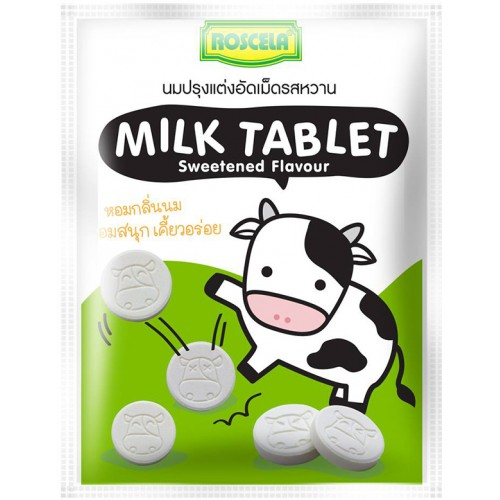 ROSCELA®
นมปรุงแต่งอัดเม็ดรสหวาน
MILK TABLET
Sweetened Flavour
หอมกลิ่นนม
อมสนุก เคี้ยวอร่อย